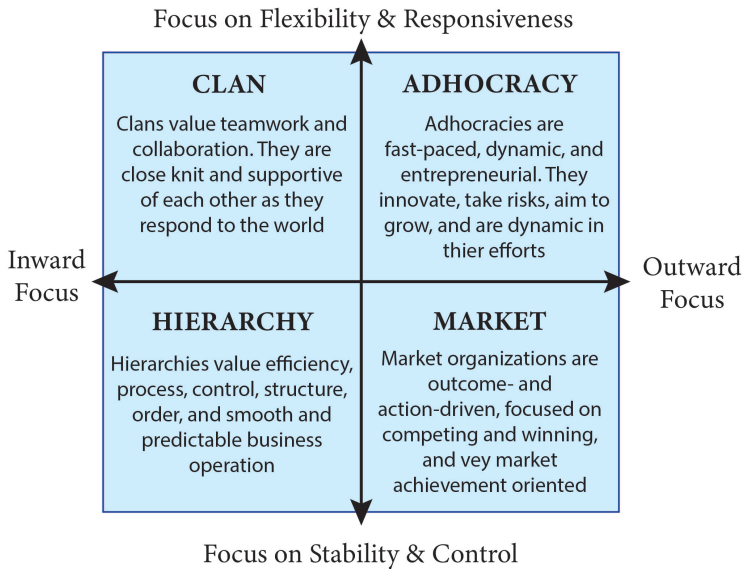 Focus on Flexibility & Responsiveness
CLAN
Clans value teamwork and
collaboration. They are
close knit and supportive
of each other as they
respond to the world
ADHOCRACY
Adhocracies are
fast-paced, dynamic, and
entrepreneurial. They
innovate, take risks, aim to
grow, and are dynamic in
thier efforts
Inward
Focus
Outward
Focus
HIERARCHY
Hierarchies value efficiency,
process, control, structure,
order, and smooth and
predictable business
operation
MARKET
Market organizations are
outcome- and
action-driven, focused on
competing and winning,
and vey market
achievement oriented
Focus on Stability & Control